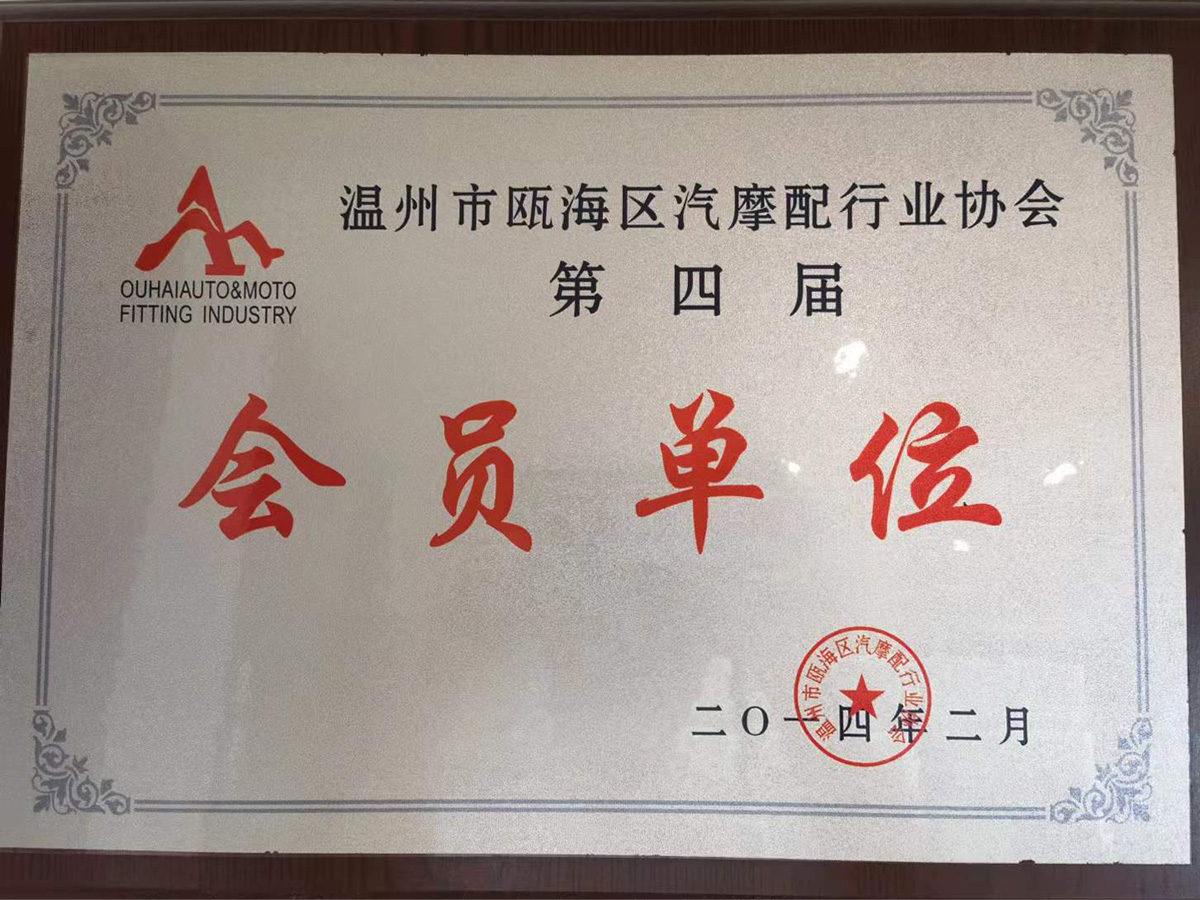 温州市瓯海区汽摩配行业协会
第四届
OUHAIAUTO&MOTO
FITTING INDUSTRY
会员单位
温州市瓯海区汽摩配行业协会
二〇一四年二月